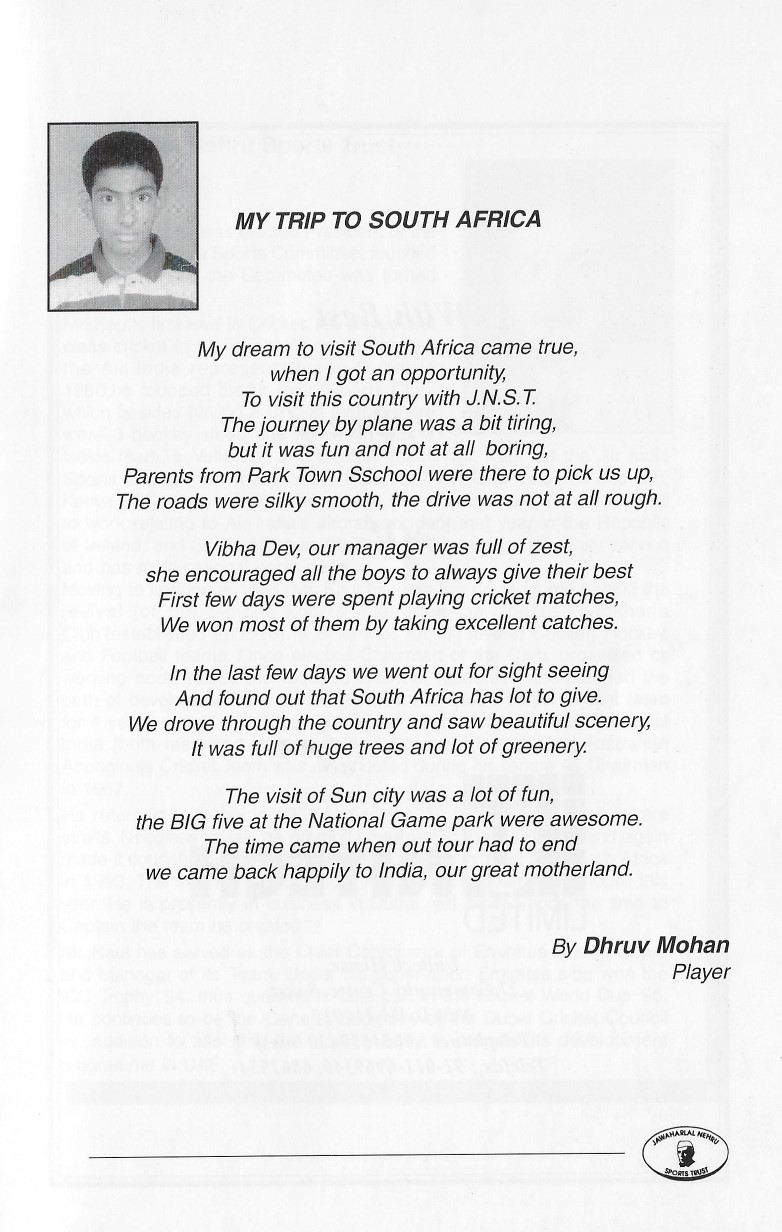 MY TRIP TO SOUTH AFRICA
My dream to visit South Africa came true,
when I got an opportunity,
To visit this country with J.N.S.T.
The journey by plane was a bit tiring,
but it was fun and not at all boring,
Parents from Park Town Sschool were there to pick us up,
The roads were silky smooth, the drive was not at all rough.
Vibha Dev, our manager was full of zest,
she encouraged all the boys to always give their best
First few days were spent playing cricket matches,
We won most of them by taking excellent catches.
In the last few days we went out for sight seeing
And found out that South Africa has lot to give.
We drove through the country and saw beautiful scenery,
It was full of huge trees and lot of greenery.
The visit of Sun city was a lot of fun,
the BIG five at the National Game park were awesome.
The time came when out tour had to end
we came back happily to India, our great motherland.
By Dhruv Mohan
Player
JAWAHARLAL NEHRU
SPORTS TRUST